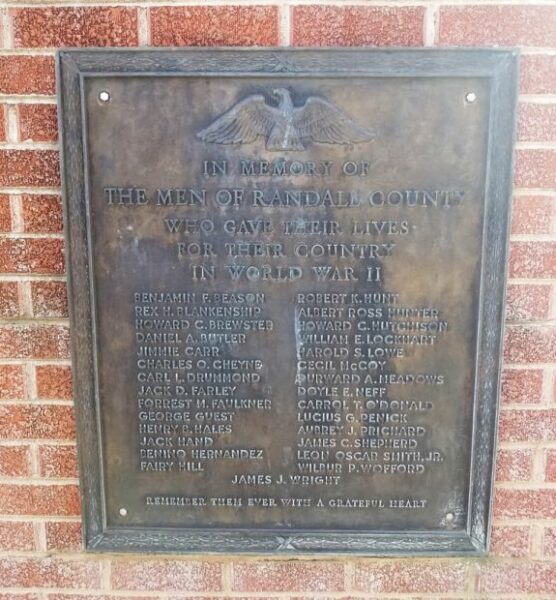 IN MEMORY OF
THE MEN OF RANDALL COUNTY
WHO GAVE THEIR LIVES
FOR THEIR COUNTRY
IN WORLD WAR II
BENJAMIN F. BEASON
REX H. BLANKENSHIP
HOWARD C. BREWSTER
DANIEL A. BUTLER
JIMMIE CARR
CHARLES O. CHEYNE
CARL L. DRUMMOND
JACK D. FARLEY
FORREST M. FAULKNER
GEORGE GUEST
HENRY B. HALES
JACK HAND
BENINO HERNANDEZ
FAIRY HILL
ROBERT K. HUNT
ALBERT ROSS HUNTER
HOWARD C. HUTCHISON
WILLIAM E. LOCKHART
HAROLD S. LOWE
CECIL McCOY
DURWARD A. MEADOWS
DOYLE E. NEFF
CARROL T. O'DONALD
LUCIUS G. PENICK
AUBREY J. PRICHARD
JAMES C. SHEPHERD
LEON OSCAR SMITH, JR.
WILBUR P. WOFFORD
JAMES J. WRIGHT
REMEMBER THEM EVER WITH A GRATEFUL HEART